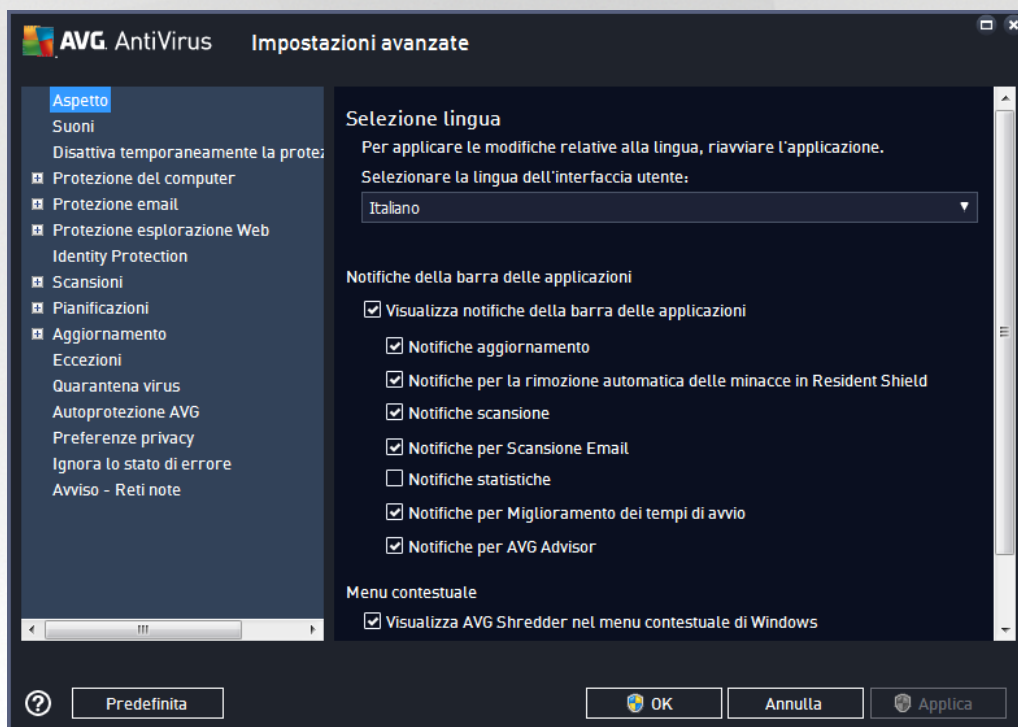 AVG. AntiVirus
Impostazioni avanzate
Aspetto
Suoni
Disattiva temporaneamente la
Protezione del computer
Protezione email
Protezione esplorazione Web
Identity Protection
Scansioni
Pianificazioni
Aggiornamento
Eccezioni
Quarantena virus
Autoprotezione AVG
Preferenze privacy
Ignora lo stato di errore
Avviso - Reti note
Selezione lingua
Per applicare le modifiche relative alla lingua, riavviare l'applicazione.
Selezionare la lingua dell'interfaccia utente:
Italiano
Notifiche della barra delle applicazioni
Visualizza notifiche della barra delle applicazioni
Notifiche aggiornamento
Notifiche per la rimozione automatica delle minacce in Resident Shield
Notifiche scansione
Notifiche per Scansione Email
Notifiche statistiche
Notifiche per Miglioramento dei tempi di avvio
Notifiche per AVG Advisor
Menu contestuale
Visualizza AVG Shredder nel menu contestuale di Windows
?
Predefinita
OK
Annulla
Applica